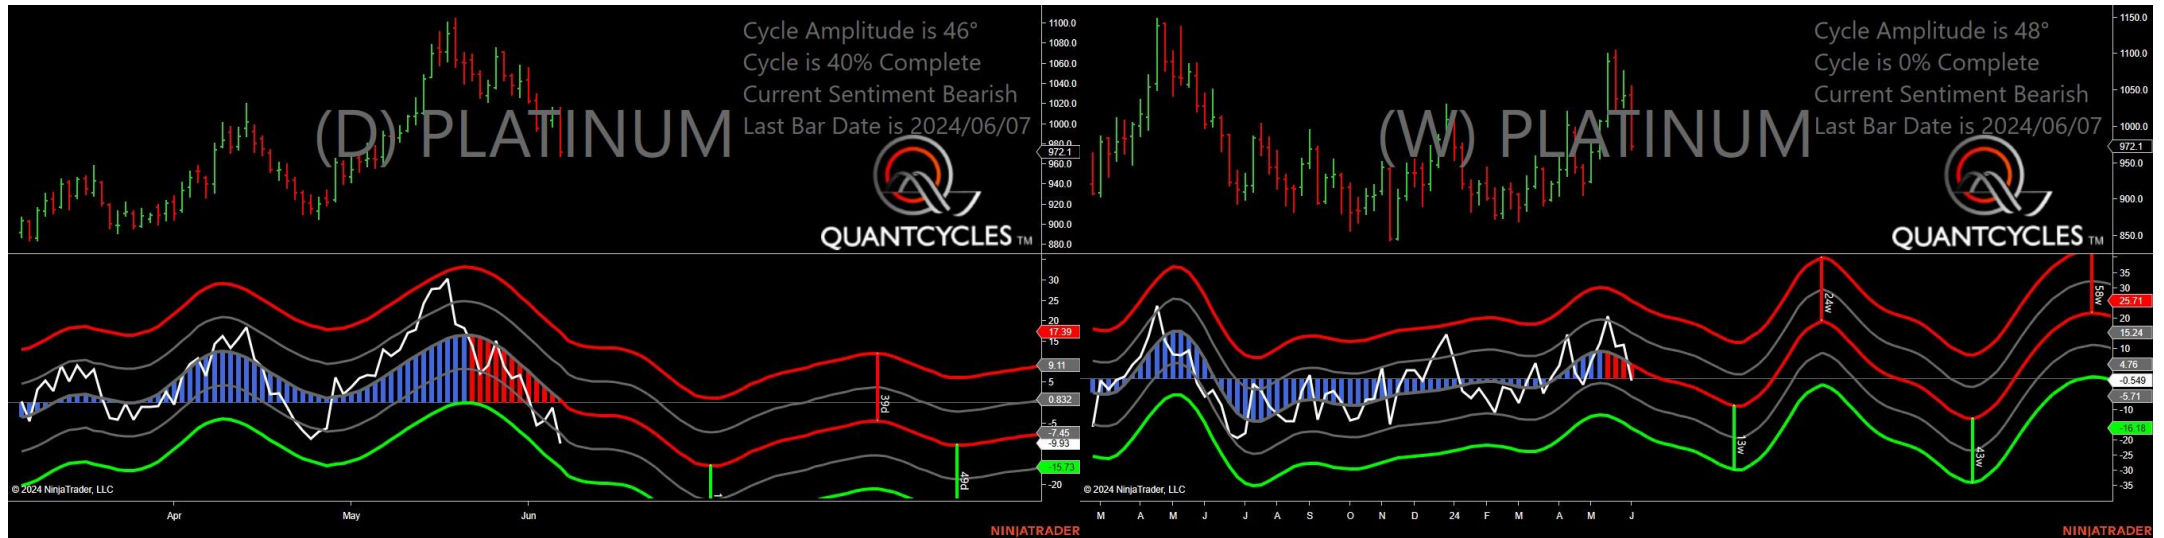 Cycle Amplitude is 46°
Cycle is 40% Complete
Current Sentiment Bearish
Last Bar Date is 2024/06/07
(D) PLATINUM
QUANTCYCLES TM
1100.0
1080.0
1060.0
1040.0
1020.0
1000.0
980.0
972.1
960.0
940.0
920.0
900.0
880.0
30
25
20
17.39
15
9.11
5
0.832
-5
-7.45
-9.93
-15.73
-20
39d
49d
1
© 2024 NinjaTrader, LLC
Apr May Jun
NINJATRADER
Cycle Amplitude is 48°
Cycle is 0% Complete
Current Sentiment Bearish
Last Bar Date is 2024/06/07
(W) PLATINUM
QUANTCYCLES TM
1150.0
1100.0
1050.0
1000.0
972.1
950.0
900.0
850.0
35
30
25.71
20
15.24
10
4.76
-0.549
-5.71
-10
-16.18
-20
-25
-30
-35
24w
58w
13w
43w
© 2024 NinjaTrader, LLC
M A M J J A S O N D 24 F M A M J
NINJATRADER